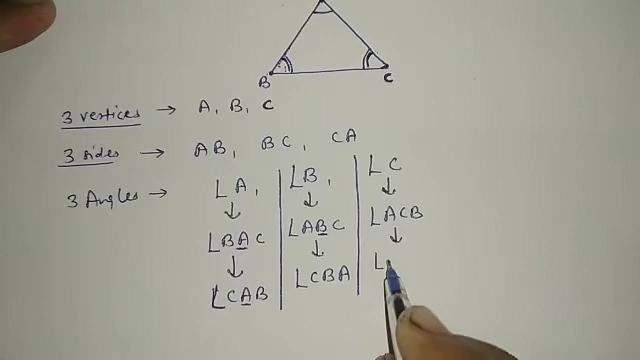 B C
3 vertices → A, B, C
3 sides → AB, BC, CA
3 Angles → ∠A, ∠B, ∠C
↓ ↓ ↓
∠BAC ∠ABC ∠ACB
↓ ↓ ↓
∠CAB ∠CBA ∠